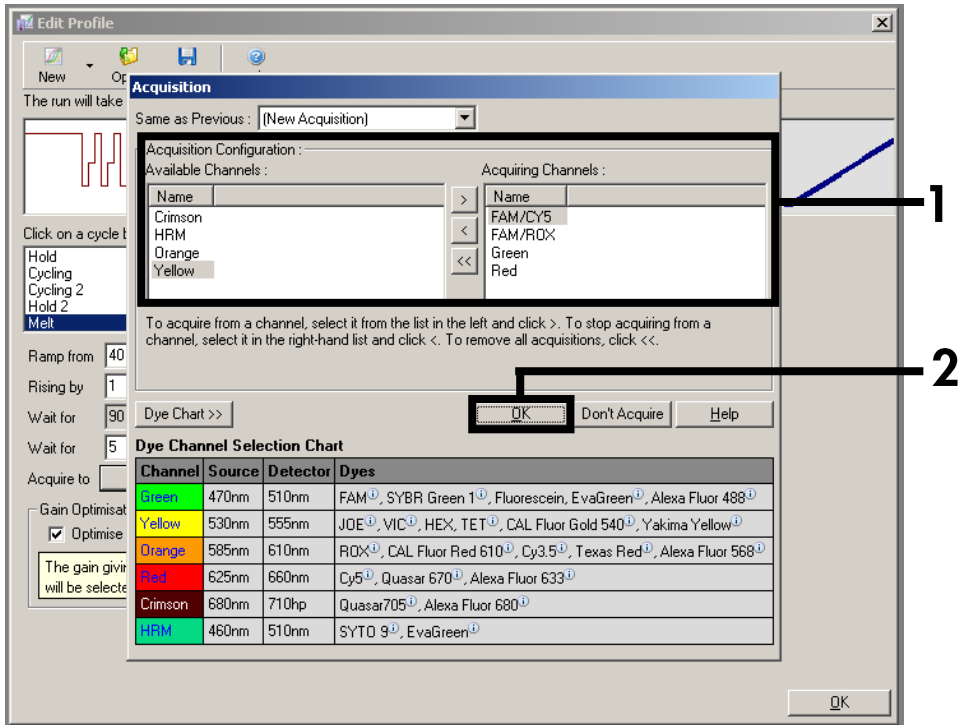 Edit Profile
New Op
The run will take
Acquisition
Same as Previous : (New Acquisition)
Acquisition Configuration :
Available Channels :
Name
Crimson
HRM
Orange
Yellow
>
<
<<
Acquiring Channels :
Name
FAM/CY5
FAM/ROX
Green
Red
1
To acquire from a channel, select it from the list in the left and click >. To stop acquiring from a
channel, select it in the right-hand list and click <. To remove all acquisitions, click <<.
2
Dye Chart >> OK Don't Acquire Help
Dye Channel Selection Chart
Channel Source Detector Dyes
Green 470nm 510nm FAM, SYBR Green 1, Fluorescein, EvaGreen, Alexa Fluor 488
Yellow 530nm 555nm JOE, VIC, HEX, TET, CAL Fluor Gold 540, Yakima Yellow
Orange 585nm 610nm ROX, CAL Fluor Red 610, Cy3.5, Texas Red, Alexa Fluor 568
Red 625nm 660nm Cy5, Quasar 670, Alexa Fluor 633
Crimson 680nm 710hp Quasar705, Alexa Fluor 680
HRM 460nm 510nm SYTO 9, EvaGreen
Click on a cycle b
Hold
Cycling
Cycling 2
Hold 2
Melt
Ramp from 40
Rising by 1
Wait for 90
Wait for 5
Acquire to
Gain Optimisat
Optimise
The gain givin
will be selecte
OK